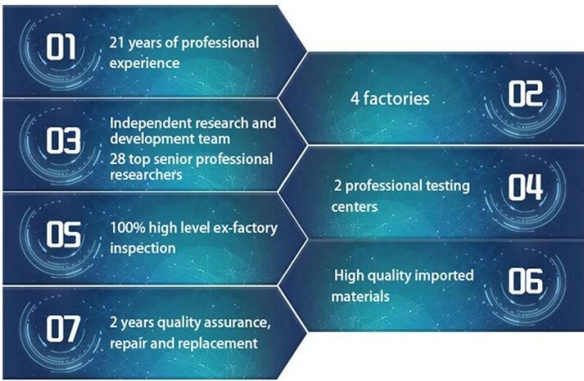 01
21 years of professional
experience
4 factories
02
03
Independent research and
development team
28 top senior professional
researchers
2 professional testing
centers
04
05
100% high level ex-factory
inspection
High quality imported
materials
06
07
2 years quality assurance,
repair and replacement